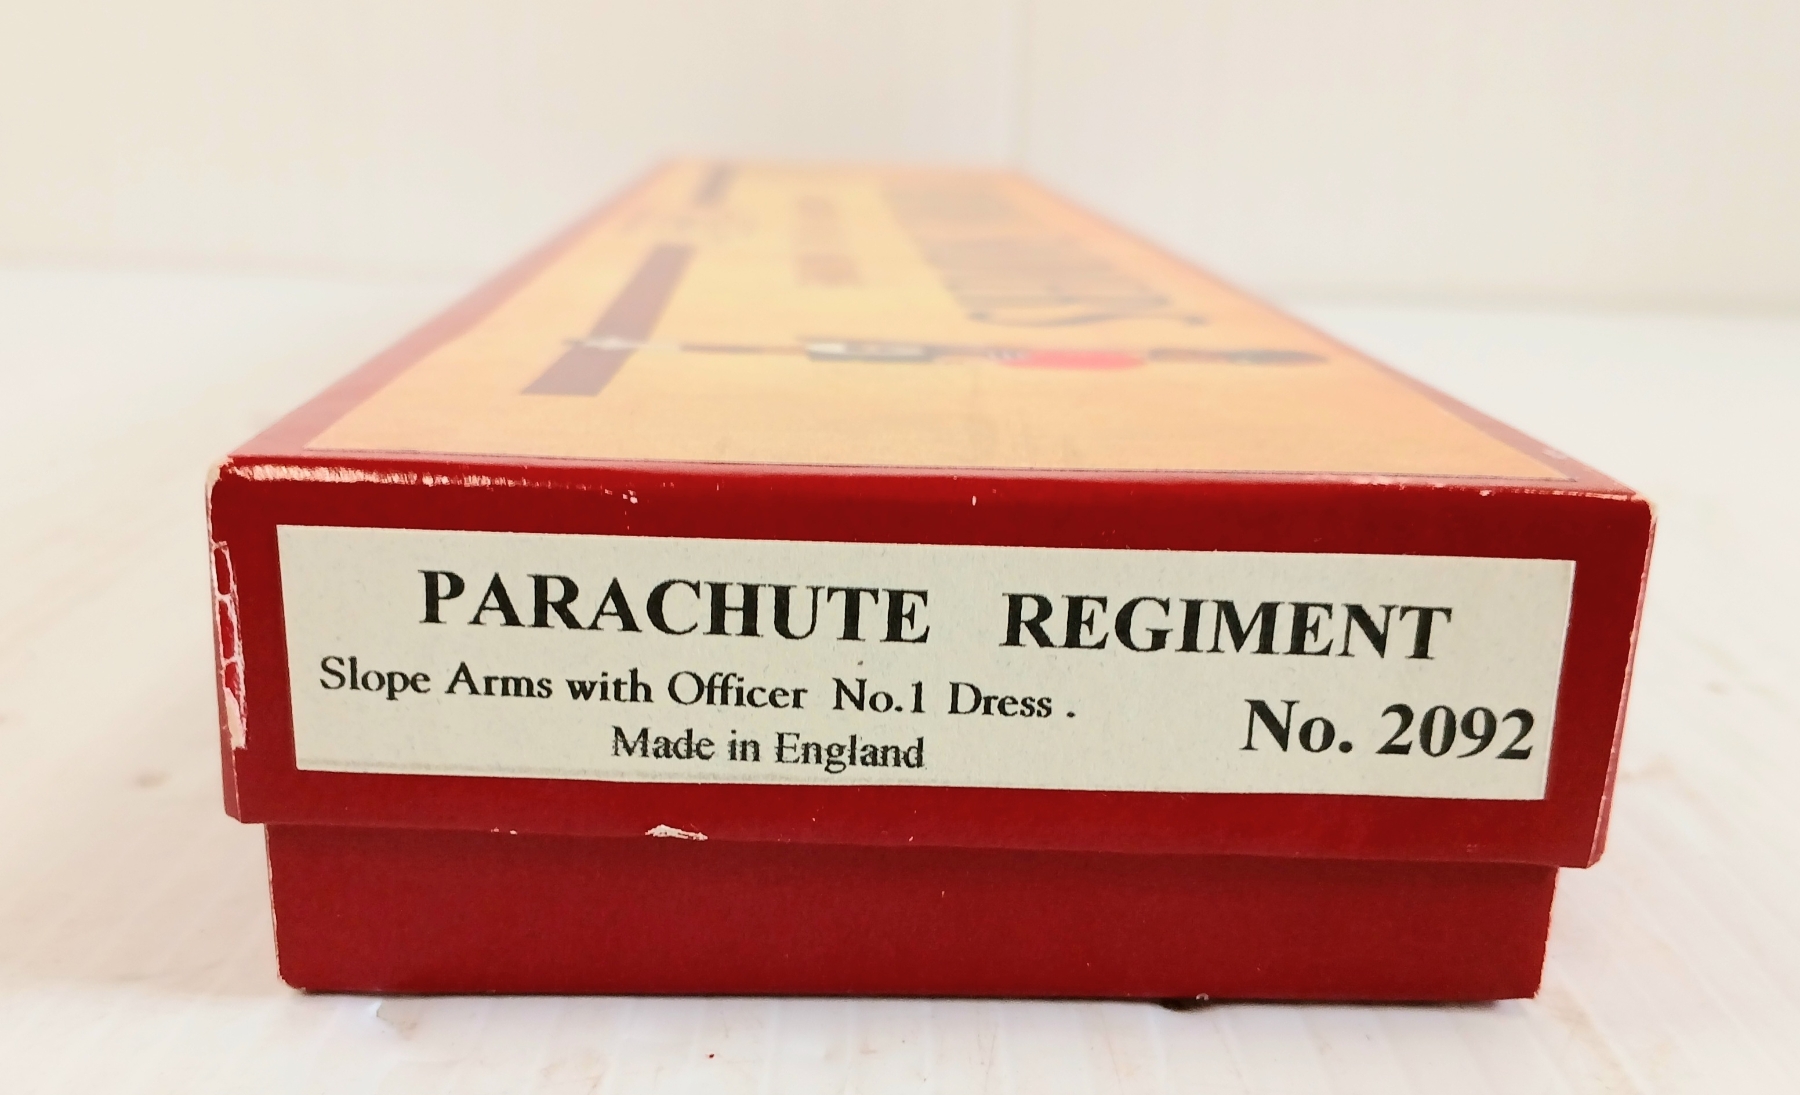 PARACHUTE REGIMENT
Slope Arms with Officer No.1 Dress .
No. 2092
Made in England